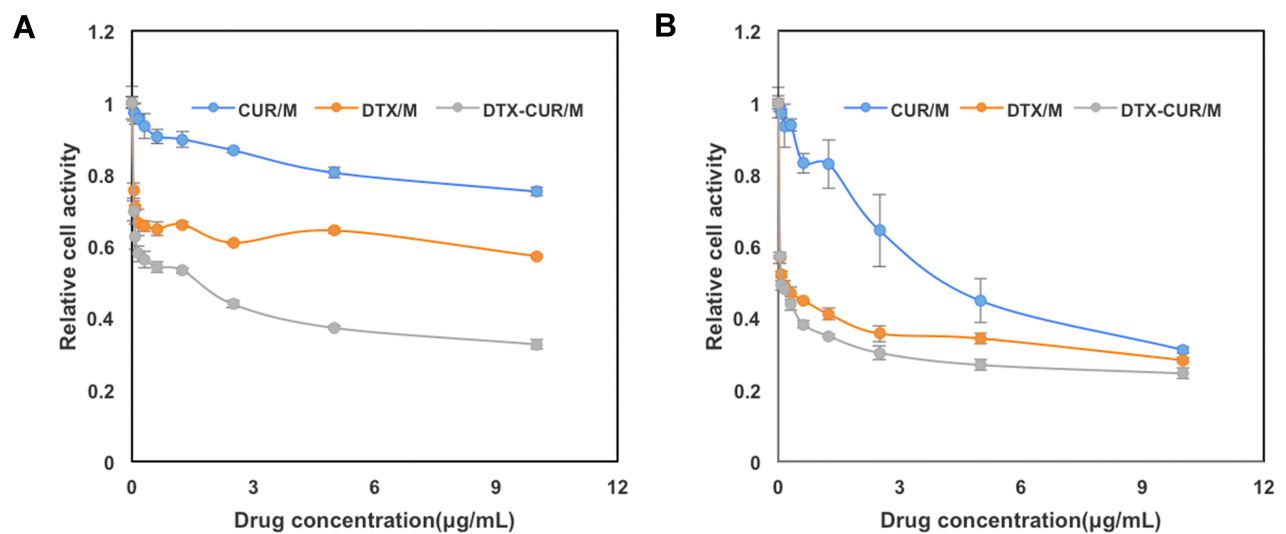 A
1.2
1
0.8
0.6
0.4
0.2
0
Relative cell activity
CUR/M DTX/M DTX-CUR/M
0 3 6 9 12
Drug concentration(µg/mL)
B
1.2
1
0.8
0.6
0.4
0.2
0
Relative cell activity
CUR/M DTX/M DTX-CUR/M
0 3 6 9 12
Drug concentration(µg/mL)